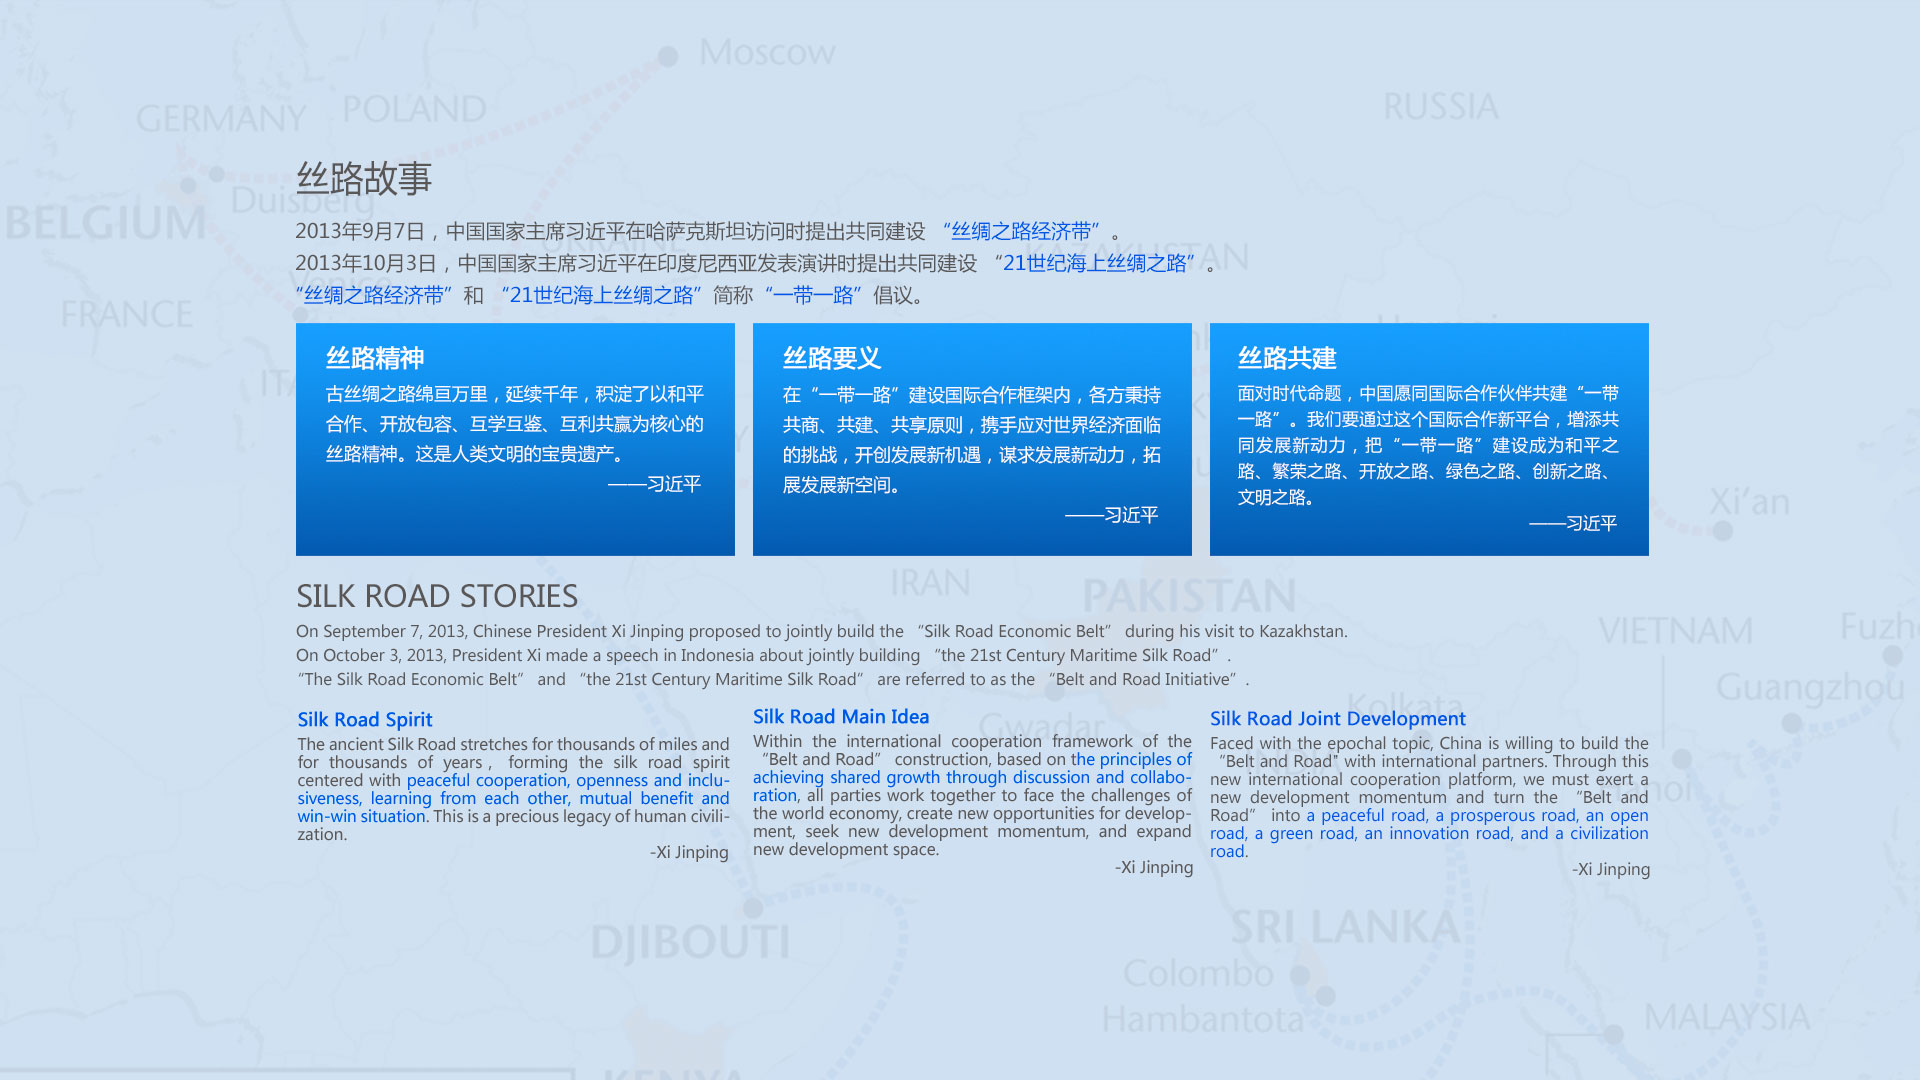 Moscow
RUSSIA
POLAND
GERMANY
丝路故事
Duisberg
BELGIUM
2013年9月7日，中国国家主席习近平在哈萨克斯坦访问时提出共同建设 “丝绸之路经济带” 。
UKRAINE
KAZAKHSTAN
2013年10月3日，中国国家主席习近平在印度尼西亚发表演讲时提出共同建设 “21世纪海上丝绸之路” 。
Venice
“丝绸之路经济带” 和 “21世纪海上丝绸之路” 简称 “一带一路” 倡议。
FRANCE
丝路精神
古丝绸之路绵亘万里，延续千年，积淀了以和平
合作、开放包容、互学互鉴、互利共赢为核心的
丝路精神。这是人类文明的宝贵遗产。
——习近平
丝路要义
在“一带一路”建设国际合作框架内，各方秉持
共商、共建、共享原则，携手应对世界经济面临
的挑战，开创发展新机遇，谋求发展新动力，拓
展发展新空间。
——习近平
丝路共建
面对时代命题，中国愿同国际合作伙伴共建“一带
一路”。我们要通过这个国际合作新平台，增添共
同发展新动力，把“一带一路”建设成为和平之
路、繁荣之路、开放之路、绿色之路、创新之路、
文明之路。
——习近平
Xi’an
IRAN
PAKISTAN
SILK ROAD STORIES
VIETNAM
On September 7, 2013, Chinese President Xi Jinping proposed to jointly build the “Silk Road Economic Belt” during his visit to Kazakhstan.
On October 3, 2013, President Xi made a speech in Indonesia about jointly building “the 21st Century Maritime Silk Road” .
“The Silk Road Economic Belt” and “the 21st Century Maritime Silk Road” are referred to as the “Belt and Road Initiative” .
Guangzhou
Kolkata
Gwadar
Silk Road Spirit
The ancient Silk Road stretches for thousands of miles and
for thousands of years , forming the silk road spirit
centered with peaceful cooperation, openness and inclu-
siveness, learning from each other, mutual benefit and
win-win situation. This is a precious legacy of human civili-
zation.
-Xi Jinping
Silk Road Main Idea
Within the international cooperation framework of the
“Belt and Road” construction, based on the principles of
achieving shared growth through discussion and collabo-
ration, all parties work together to face the challenges of
the world economy, create new opportunities for develop-
ment, seek new development momentum, and expand
new development space.
-Xi Jinping
Silk Road Joint Development
Faced with the epochal topic, China is willing to build the
“Belt and Road" with international partners. Through this
new international cooperation platform, we must exert a
new development momentum and turn the “Belt and
Road” into a peaceful road, a prosperous road, an open
road, a green road, an innovation road, and a civilization
road.
-Xi Jinping
INDIA
Hanoi
DJIBOUTI
SRI LANKA
Colombo
Hambantota
MALAYSIA
KENYA